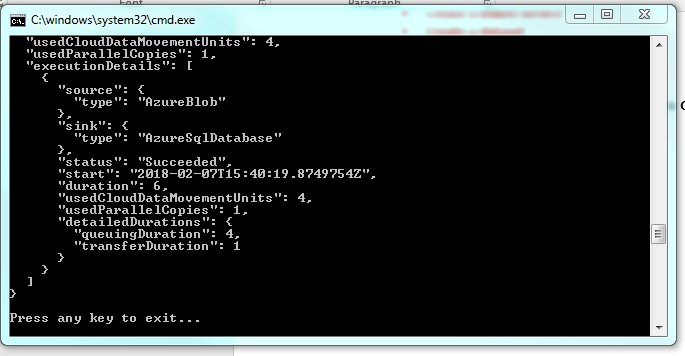 Font
Paragraph
C:\windows\system32\cmd.exe
"usedCloudDataMovementUnits": 4,
"usedParallelCopies": 1,
"executionDetails": [
{
"source": {
"type": "AzureBlob"
},
"sink": {
"type": "AzureSqlDatabase"
},
"status": "Succeeded",
"start": "2018-02-07T15:40:19.8749754Z",
"duration": 6,
"usedCloudDataMovementUnits": 4,
"usedParallelCopies": 1,
"detailedDurations": {
"queuingDuration": 4,
"transferDuration": 1
}
}
]
}
Press any key to exit...